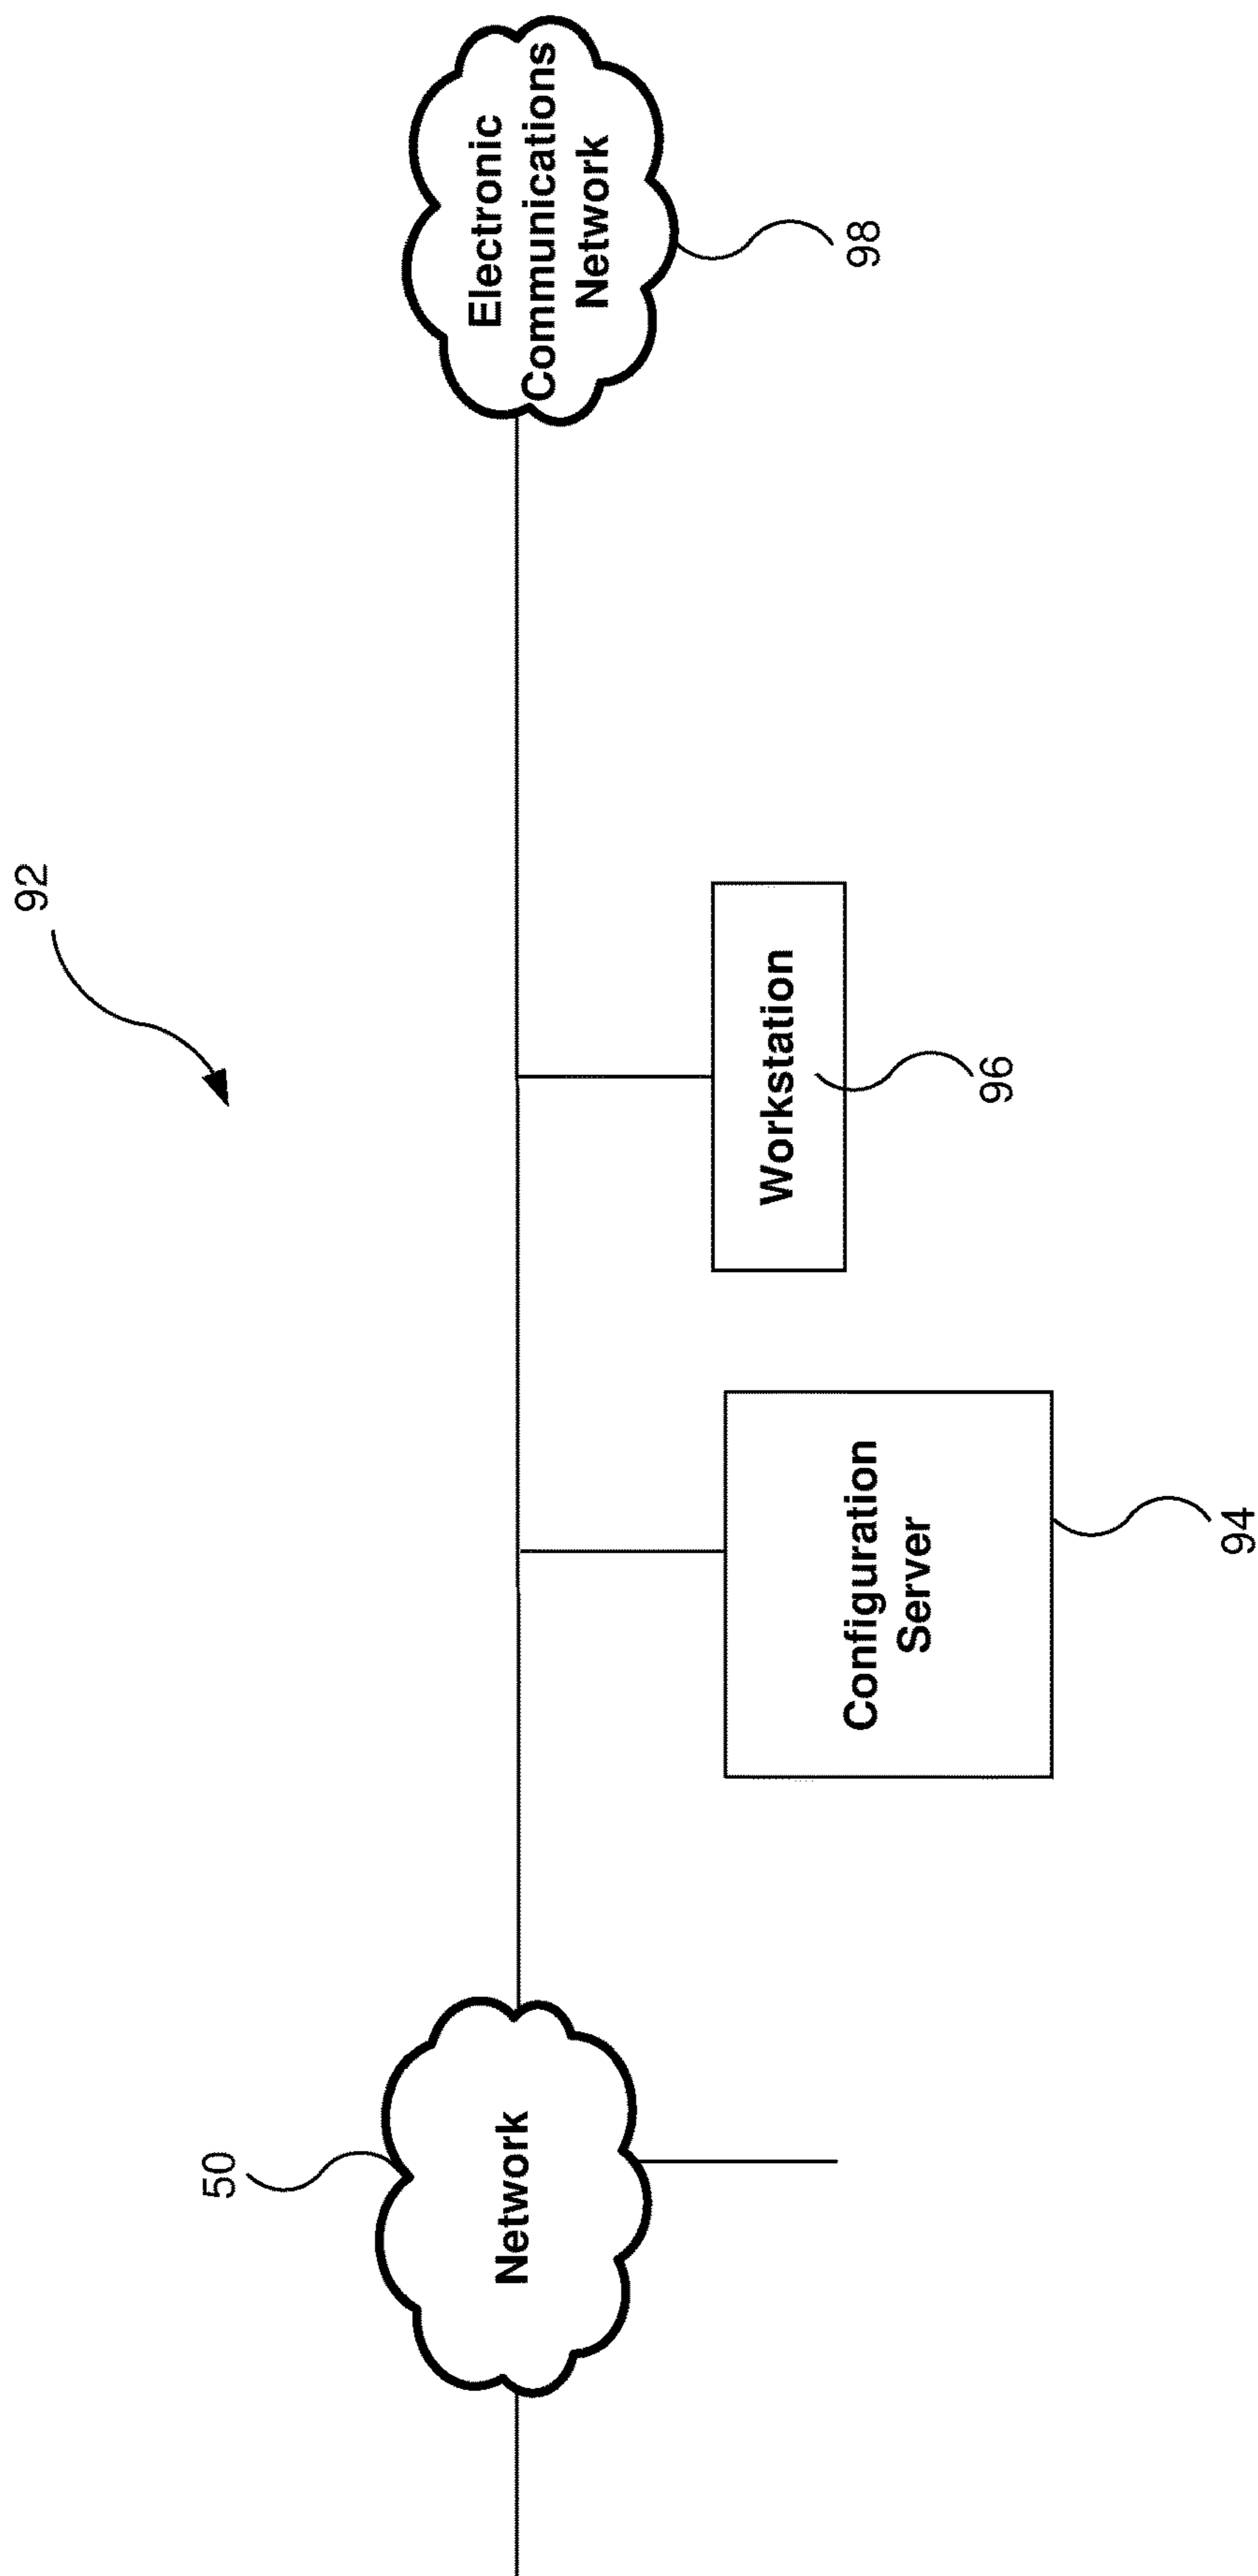 92
50
Network
Electronic
Communications
Network
98
Workstation
96
Configuration
Server
94